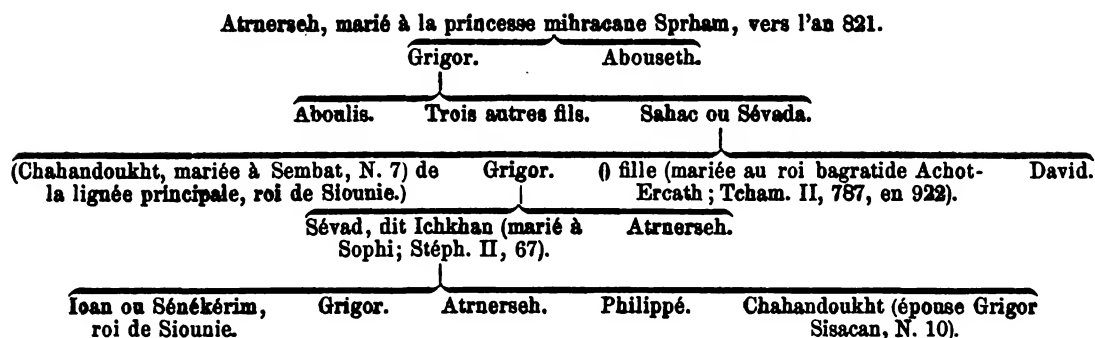 Atrnerseh, marié à la princesse mihracane Sprham, vers l'an 821.
Grigor. Abouseth.
Aboulis. Trois autres fils. Sahac ou Sévada.
(Chahandoukht, mariée à Sembat, N. 7) de Grigor. () fille (mariée au roi bagratide Achot- David.
la lignée principale, roi de Siounie.) Ercath; Tcham. II, 787, en 922).
Sévad, dit Ichkhan (marié à Atrnerseh.
Sophi; Stéph. II, 67).
Ioan ou Sénékérim, Grigor. Atrnerseh. Philippé. Chahandoukht (épouse Grigor
roi de Siounie. Sisacan, N. 10).